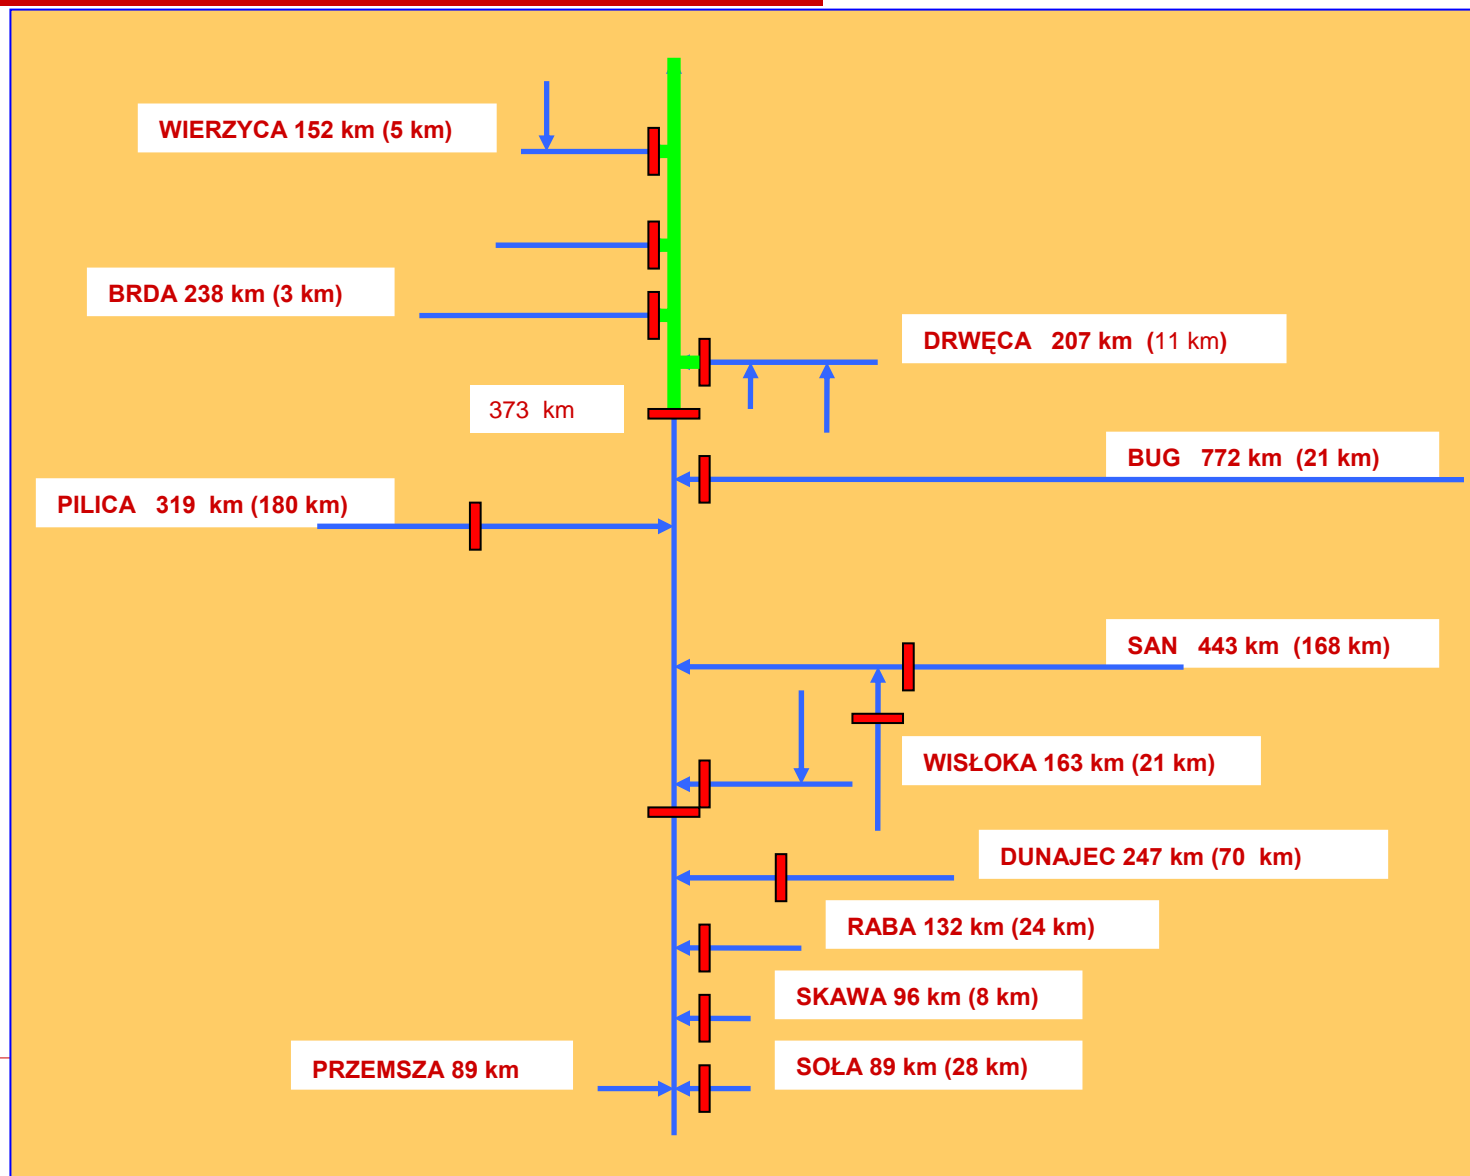 WIERZYCA 152 km (5 km)
BRDA 238 km (3 km)
DRWĘCA 207 km (11 km)
373 km
BUG 772 km (21 km)
PILICA 319 km (180 km)
SAN 443 km (168 km)
WISŁOKA 163 km (21 km)
DUNAJEC 247 km (70 km)
RABA 132 km (24 km)
SKAWA 96 km (8 km)
PRZEMSZA 89 km
SOŁA 89 km (28 km)